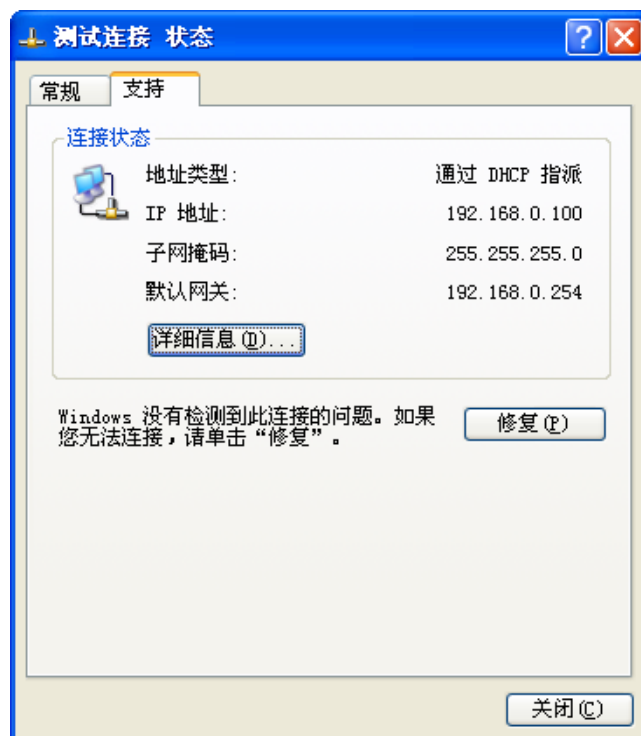 测试连接 状态
常规 支持
连接状态
地址类型: 通过 DHCP 指派
IP 地址: 192.168.0.100
子网掩码: 255.255.255.0
默认网关: 192.168.0.254
详细信息(D)...
Windows 没有检测到此连接的问题。如果
您无法连接，请单击“修复”。
修复(P)
关闭(C)